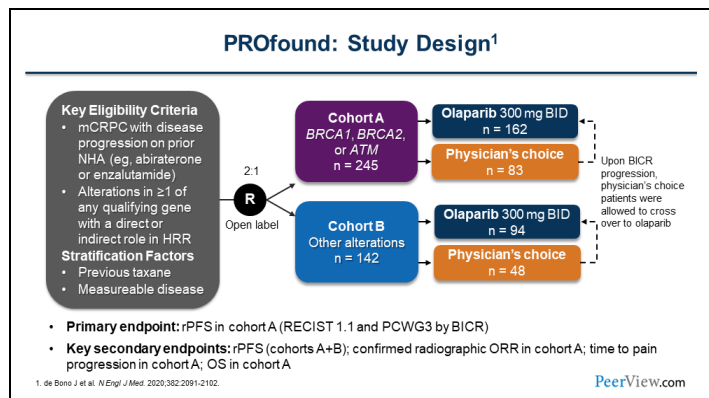 PROfound: Study Design1
Key Eligibility Criteria
• mCRPC with disease
progression on prior
NHA (eg, abiraterone
or enzalutamide)
• Alterations in ≥1 of
any qualifying gene
with a direct or
indirect role in HRR
Stratification Factors
• Previous taxane
• Measureable disease
2:1
R
Open label
Cohort A
BRCA1, BRCA2,
or ATM
n = 245
Olaparib 300 mg BID
n = 162
Physician's choice
n = 83
Cohort B
Other alterations
n = 142
Olaparib 300 mg BID
n = 94
Physician's choice
n = 48
Upon BICR
progression,
physician's choice
patients were
allowed to cross
over to olaparib
• Primary endpoint: rPFS in cohort A (RECIST 1.1 and PCWG3 by BICR)
• Key secondary endpoints: rPFS (cohorts A+B); confirmed radiographic ORR in cohort A; time to pain
progression in cohort A; OS in cohort A
1. de Bono J et al. N Engl J Med. 2020;382:2091-2102.
PeerView.com